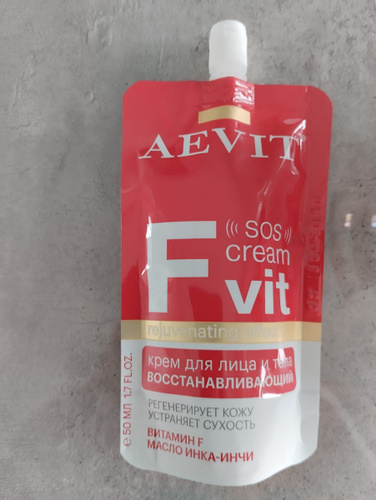 AEVIT
F
SOS
cream
vit
rejuvenating
крем для лица и тела
ВОССТАНАВЛИВАЮЩИЙ
РЕГЕНЕРИРУЕТ КОЖУ
УСТРАНЯЕТ СУХОСТЬ
ВИТАМИН F
МАСЛО ИНКА-ИНЧИ
℮ 50 МЛ 1,7 FL.OZ.